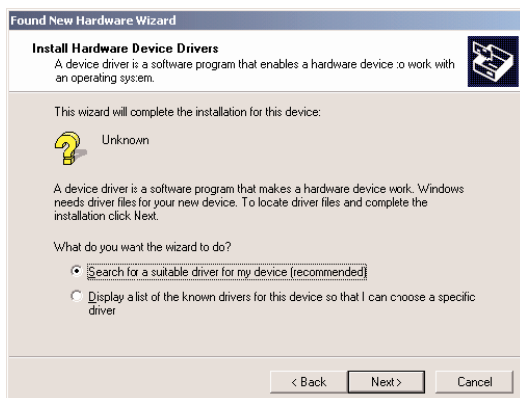 Found New Hardware Wizard
Install Hardware Device Drivers
A device driver is a software program that enables a hardware device to work with
an operating system.
This wizard will complete the installation for this device:
Unknown
A device driver is a software program that makes a hardware device work. Windows
needs driver files for your new device. To locate driver files and complete the
installation click Next.
What do you want the wizard to do?
Search for a suitable driver for my device (recommended)
Display a list of the known drivers for this device so that I can choose a specific
driver
< Back
Next >
Cancel